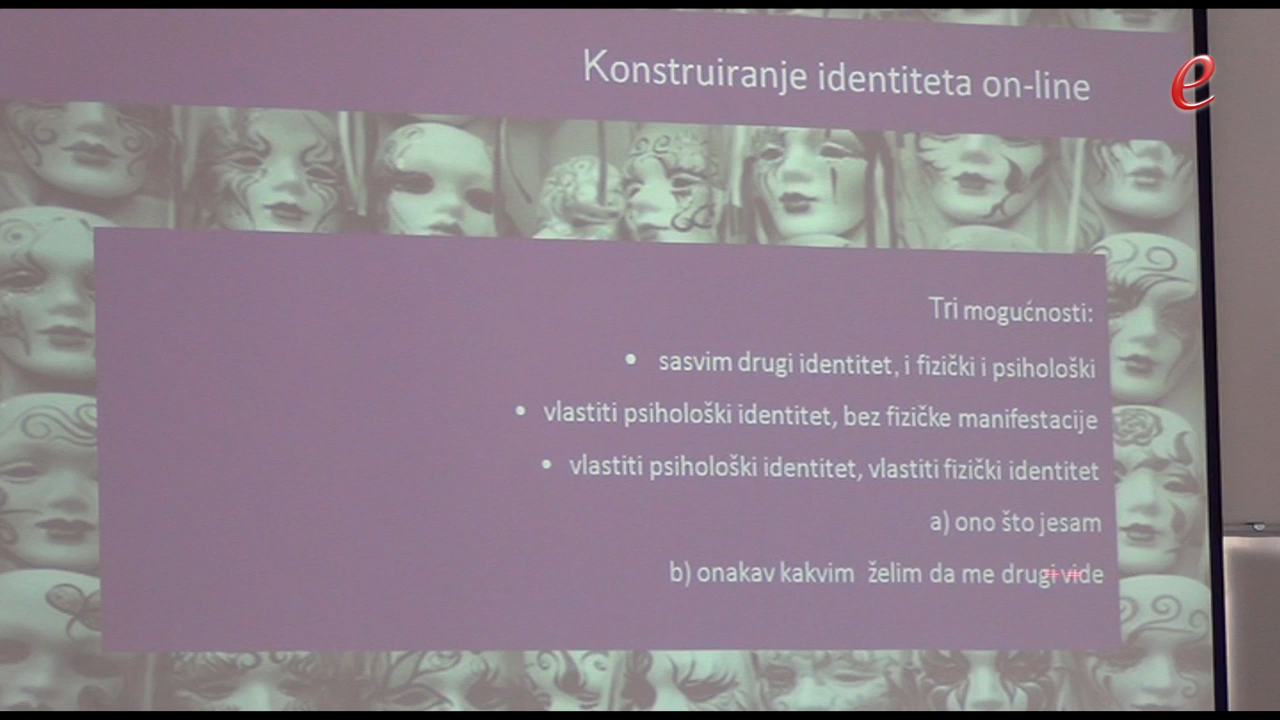 Konstruiranje identiteta on-line
e
Tri mogućnosti:
• sasvim drugi identitet, i fizički i psihološki
• vlastiti psihološki identitet, bez fizičke manifestacije
• vlastiti psihološki identitet, vlastiti fizički identitet
a) ono što jesam
b) onakav kakvim želim da me drugi vide